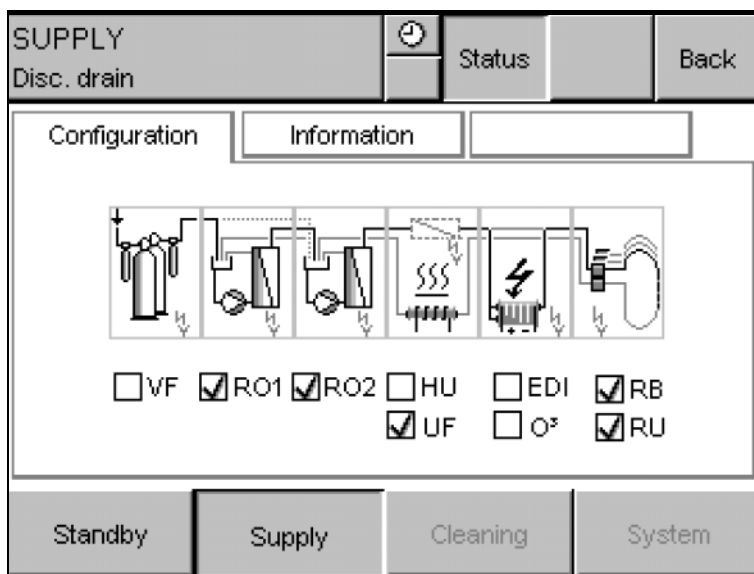 SUPPLY
Disc. drain
Status
Back
Configuration
Information
VF RO1 RO2 HU EDI RB
UF O³ RU
Standby
Supply
Cleaning
System